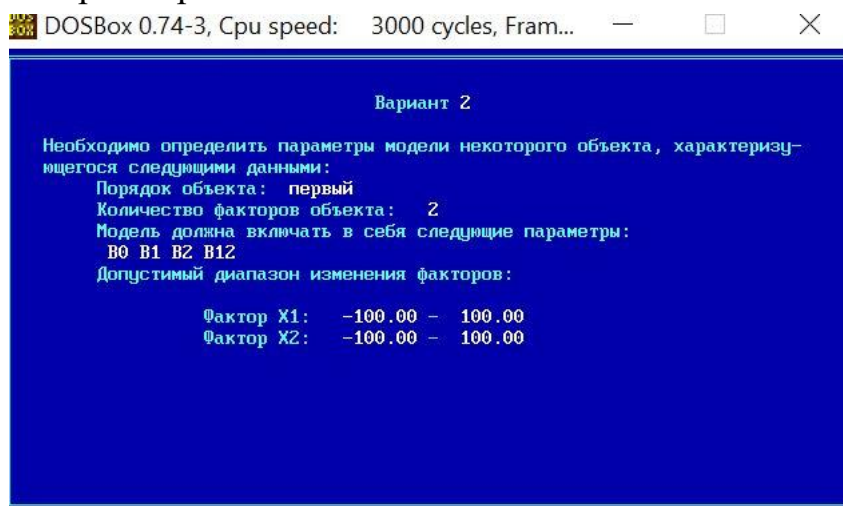 DOSBox 0.74-3, Cpu speed: 3000 cycles, Fram...
Вариант 2
Необходимо определить параметры модели некоторого объекта, характеризу-
ющегося следующими данными:
Порядок объекта: первый
Количество факторов объекта: 2
Модель должна включать в себя следующие параметры:
B0 B1 B2 B12
Допустимый диапазон изменения факторов:
Фактор X1: -100.00 - 100.00
Фактор X2: -100.00 - 100.00